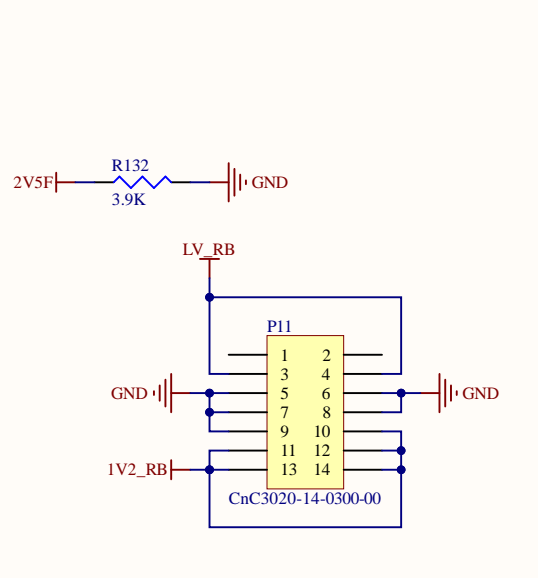 R132
2V5F GND
3.9K
LV_RB
P11
1 2
3 4
GND 5 6 GND
7 8
9 10
11 12
1V2_RB 13 14
CnC3020-14-0300-00